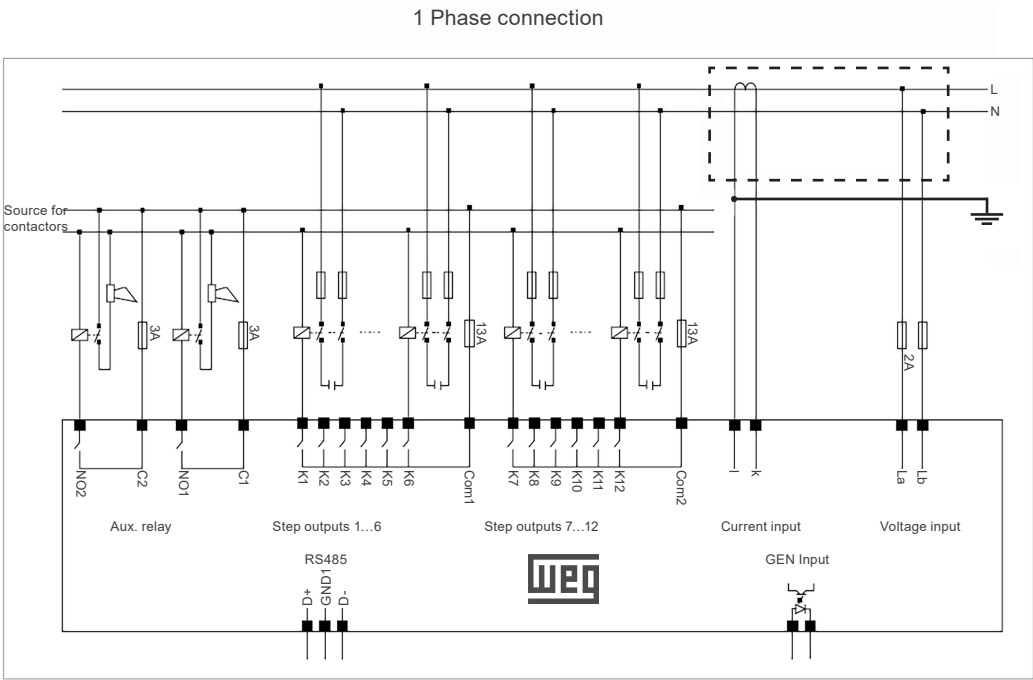 1 Phase connection
L
N
Source for
contactors
3A
3A
13A
13A
2A
NO2
C2
NO1
C1
K1
K2
K3
K4
K5
K6
Com1
K7
K8
K9
K10
K11
K12
Com2
l
k
La
Lb
Aux. relay
Step outputs 1...6
Step outputs 7...12
Current input
Voltage input
RS485
GEN Input
D+
GND1
D-
weg